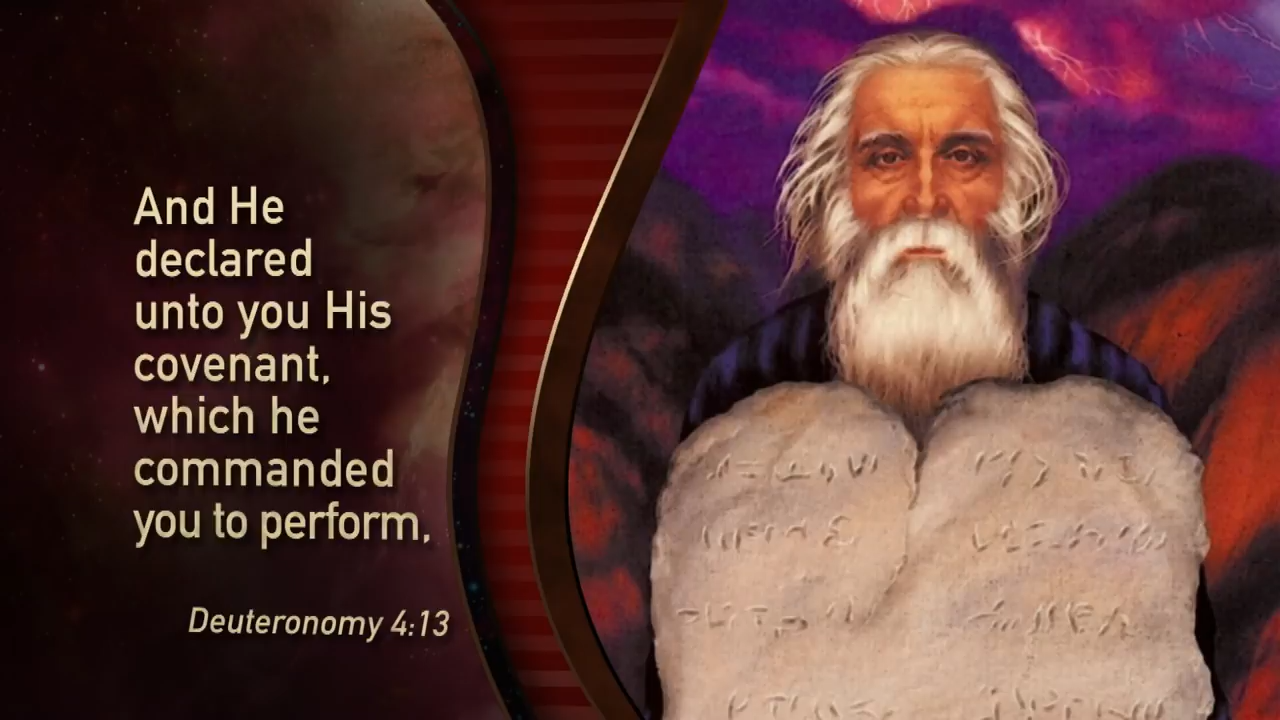 And He
declared
unto you His
covenant,
which he
commanded
you to perform,
Deuteronomy 4:13